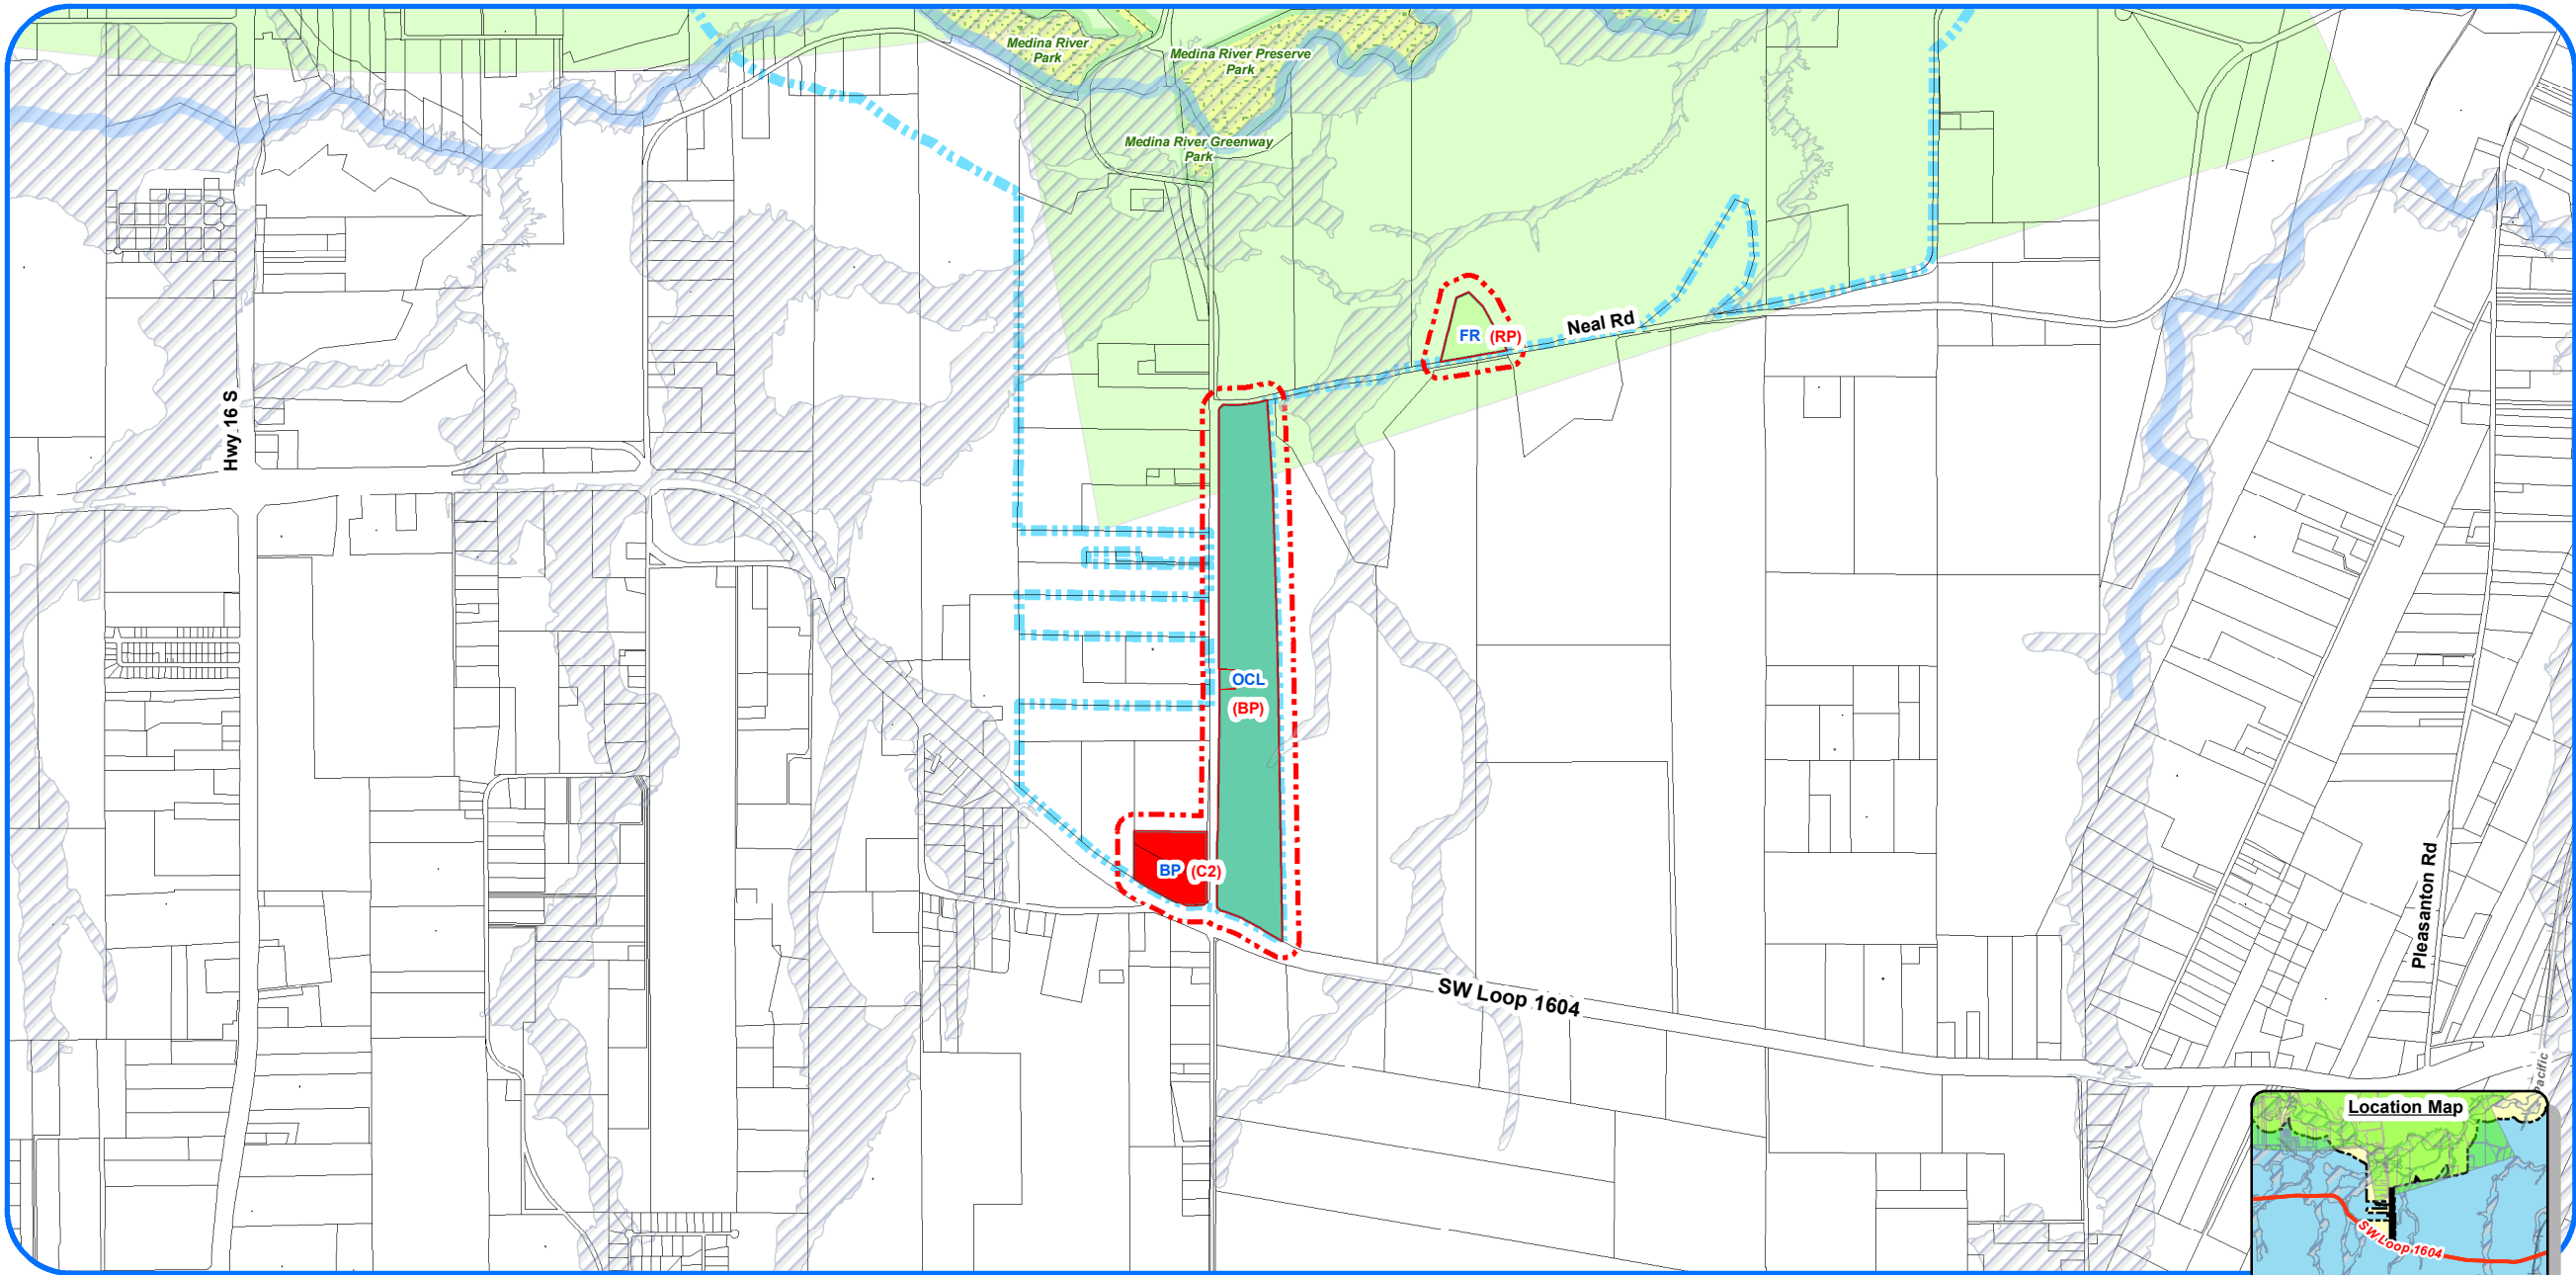 Medina River
Park
Medina River Preserve
Park
Medina River Greenway
Park
Neal Rd
FR (RP)
Hwy 16 S
OCL
(BP)
BP (C2)
Pleasanton Rd
SW Loop 1604
Pacific
Location Map
SW Loop 1604